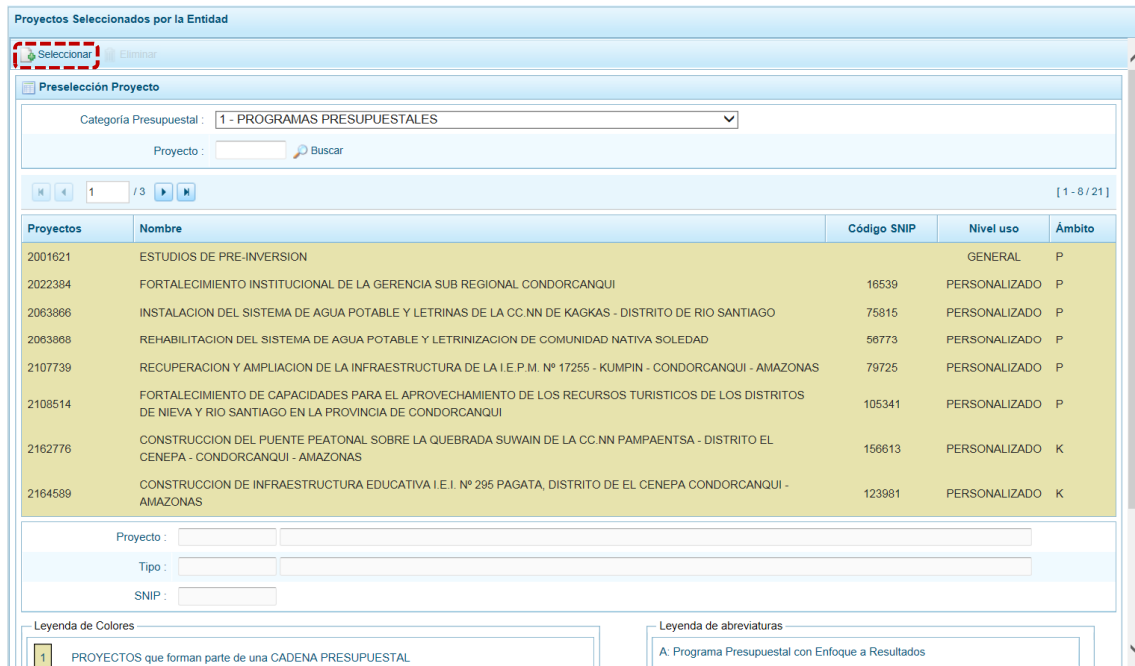 Proyectos Seleccionados por la Entidad
Seleccionar Eliminar
Preselección Proyecto
Categoría Presupuestal : 1 - PROGRAMAS PRESUPUESTALES
Proyecto : Buscar
1 / 3 [ 1 - 8 / 21 ]
Proyectos Nombre Código SNIP Nivel uso Ámbito
2001621 ESTUDIOS DE PRE-INVERSION GENERAL P
2022384 FORTALECIMIENTO INSTITUCIONAL DE LA GERENCIA SUB REGIONAL CONDORCANQUI 16539 PERSONALIZADO P
2063866 INSTALACION DEL SISTEMA DE AGUA POTABLE Y LETRINAS DE LA CC.NN DE KAGKAS - DISTRITO DE RIO SANTIAGO 75815 PERSONALIZADO P
2063868 REHABILITACION DEL SISTEMA DE AGUA POTABLE Y LETRINIZACION DE COMUNIDAD NATIVA SOLEDAD 56773 PERSONALIZADO P
2107739 RECUPERACION Y AMPLIACION DE LA INFRAESTRUCTURA DE LA I.E.P.M. Nº 17255 - KUMPIN - CONDORCANQUI - AMAZONAS 79725 PERSONALIZADO P
FORTALECIMIENTO DE CAPACIDADES PARA EL APROVECHAMIENTO DE LOS RECURSOS TURISTICOS DE LOS DISTRITOS
2108514 DE NIEVA Y RIO SANTIAGO EN LA PROVINCIA DE CONDORCANQUI 105341 PERSONALIZADO P
CONSTRUCCION DEL PUENTE PEATONAL SOBRE LA QUEBRADA SUWAIN DE LA CC.NN PAMPAENTSA - DISTRITO EL
2162776 CENEPA - CONDORCANQUI - AMAZONAS 156613 PERSONALIZADO K
CONSTRUCCION DE INFRAESTRUCTURA EDUCATIVA I.E.I. Nº 295 PAGATA, DISTRITO DE EL CENEPA CONDORCANQUI -
2164589 AMAZONAS 123981 PERSONALIZADO K
Proyecto :
Tipo :
SNIP :
Leyenda de Colores Leyenda de abreviaturas
1 PROYECTOS que forman parte de una CADENA PRESUPUESTAL A: Programa Presupuestal con Enfoque a Resultados